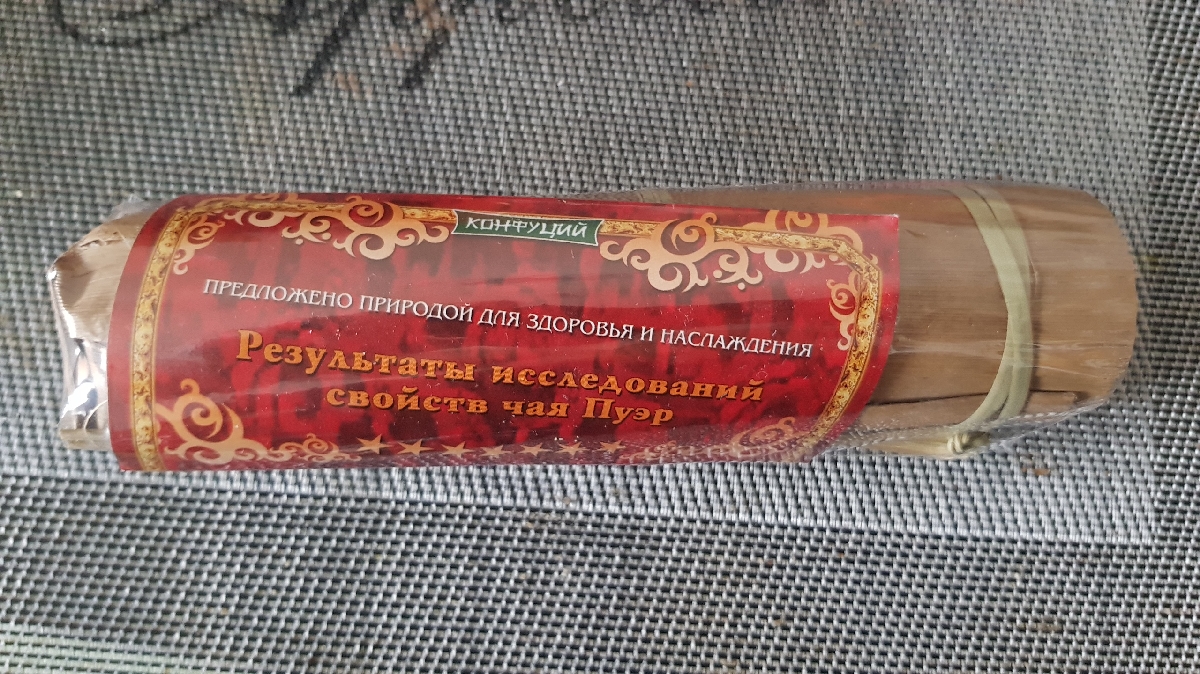 КОНФУЦИЙ
ПРЕДЛОЖЕНО ПРИРОДОЙ ДЛЯ ЗДОРОВЬЯ И НАСЛАЖДЕНИЯ
Результаты исследований
свойств чая Пуэр